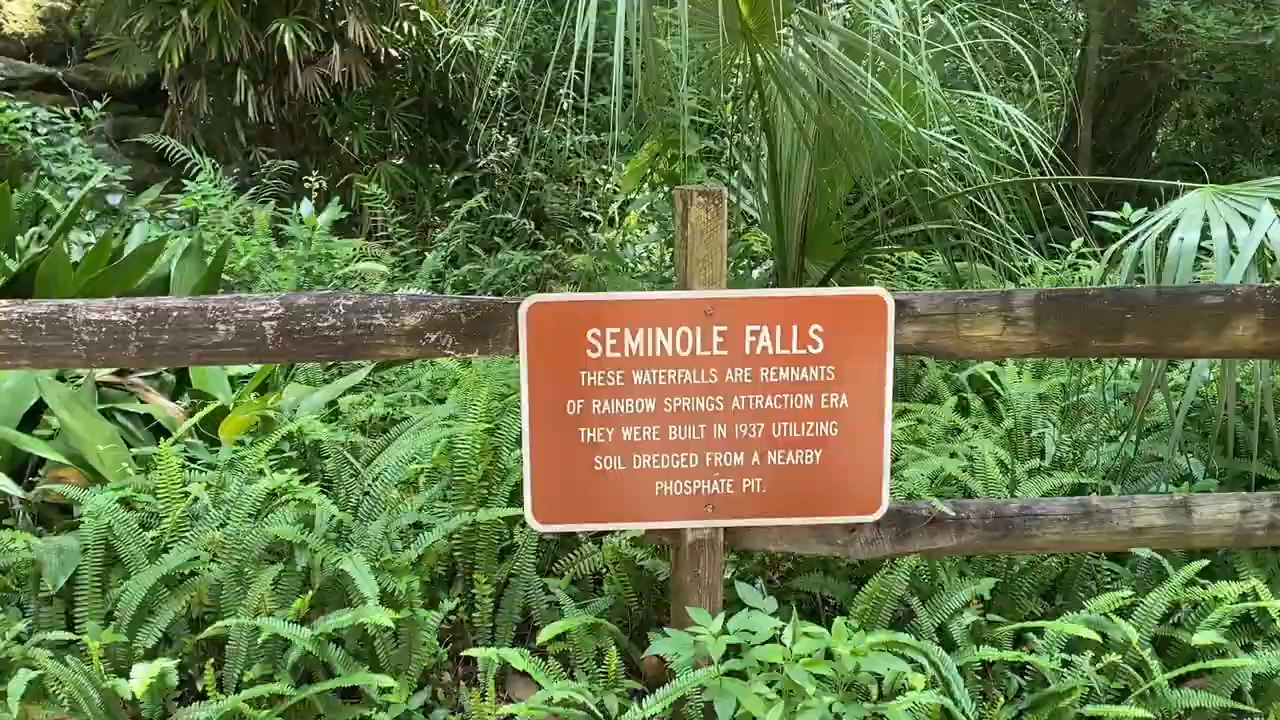 SEMINOLE FALLS
THESE WATERFALLS ARE REMNANTS
OF RAINBOW SPRINGS ATTRACTION ERA
THEY WERE BUILT IN 1937 UTILIZING
SOIL DREDGED FROM A NEARBY
PHOSPHATE PIT.